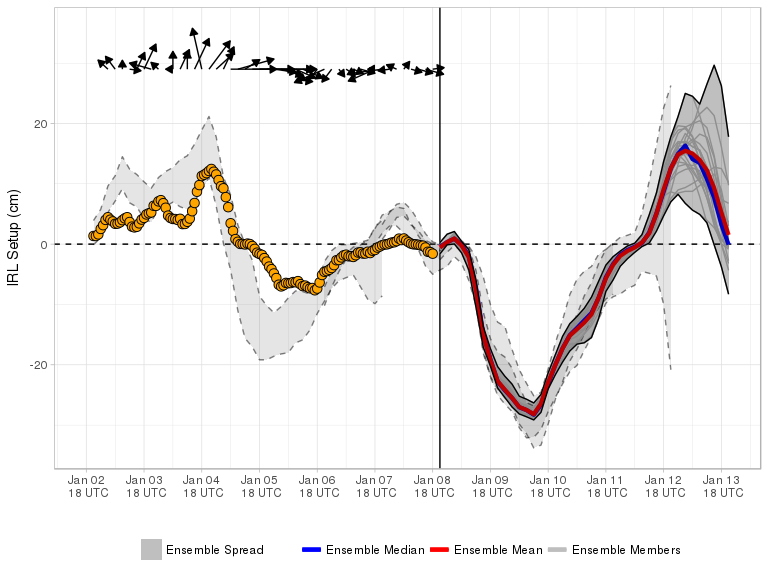 IRL Setup (cm)
20
0
-20
Jan 02 Jan 03 Jan 04 Jan 05 Jan 06 Jan 07 Jan 08 Jan 09 Jan 10 Jan 11 Jan 12 Jan 13
18 UTC 18 UTC 18 UTC 18 UTC 18 UTC 18 UTC 18 UTC 18 UTC 18 UTC 18 UTC 18 UTC 18 UTC
Ensemble Spread Ensemble Median Ensemble Mean Ensemble Members